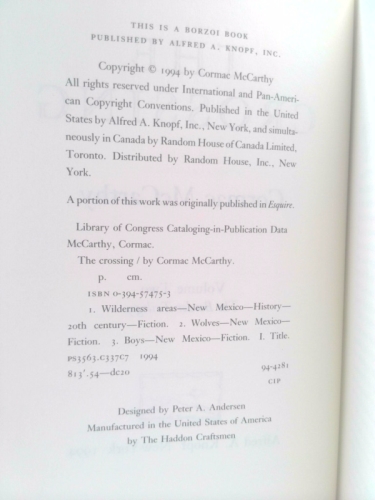 THIS IS A BORZOI BOOK
PUBLISHED BY ALFRED A. KNOPF, INC.
Copyright © 1994 by Cormac McCarthy
All rights reserved under International and Pan-Ameri-
can Copyright Conventions. Published in the United
States by Alfred A. Knopf, Inc., New York, and simulta-
neously in Canada by Random House of Canada Limited,
Toronto. Distributed by Random House, Inc., New
York.
A portion of this work was originally published in Esquire.
Library of Congress Cataloging-in-Publication Data
McCarthy, Cormac.
The crossing / by Cormac McCarthy.
p. cm.
ISBN 0-394-57475-3
1. Wilderness areas—New Mexico—History—
20th century—Fiction. 2. Wolves—New Mexico—
Fiction. 3. Boys—New Mexico—Fiction. I. Title.
PS3563.C337C7 1994
813'.54—dc20 94-4281
CIP
Designed by Peter A. Andersen
Manufactured in the United States of America
by The Haddon Craftsmen